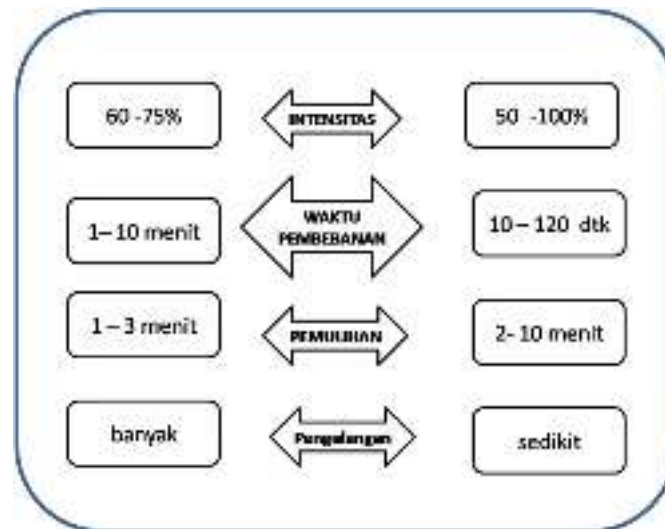 60 -75%
INTENSITAS
50 -100%
1– 10 menit
WAKTU
PEMBEBANAN
10 – 120 dtk
1 – 3 menit
PEMULIHAN
2- 10 menit
banyak
Pengulangan
sedikit